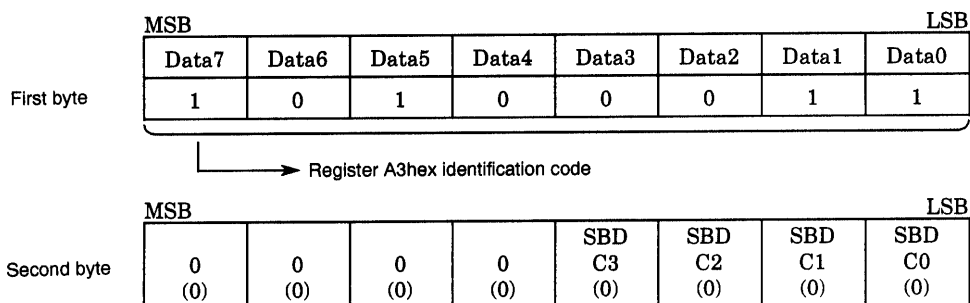 MSB LSB
Data7 Data6 Data5 Data4 Data3 Data2 Data1 Data0
First byte 1 0 1 0 0 0 1 1
Register A3hex identification code
MSB LSB
SBD SBD SBD SBD
Second byte 0 0 0 0 C3 C2 C1 C0
(0) (0) (0) (0) (0) (0) (0) (0)